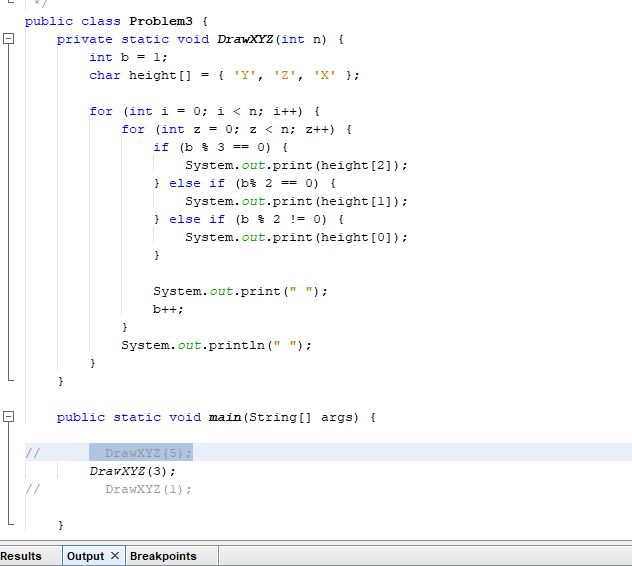 */
public class Problem3 {
    private static void DrawXYZ(int n) {
        int b = 1;
        char height[] = { 'Y', 'Z', 'X' };

        for (int i = 0; i < n; i++) {
            for (int z = 0; z < n; z++) {
                if (b % 3 == 0) {
                    System.out.print(height[2]);
                } else if (b% 2 == 0) {
                    System.out.print(height[1]);
                } else if (b % 2 != 0) {
                    System.out.print(height[0]);
                }

                System.out.print(" ");
                b++;
            }
            System.out.println(" ");
        }
    }

    public static void main(String[] args) {

//        DrawXYZ(5);
        DrawXYZ(3);
//        DrawXYZ(1);

    }
Results Output × Breakpoints